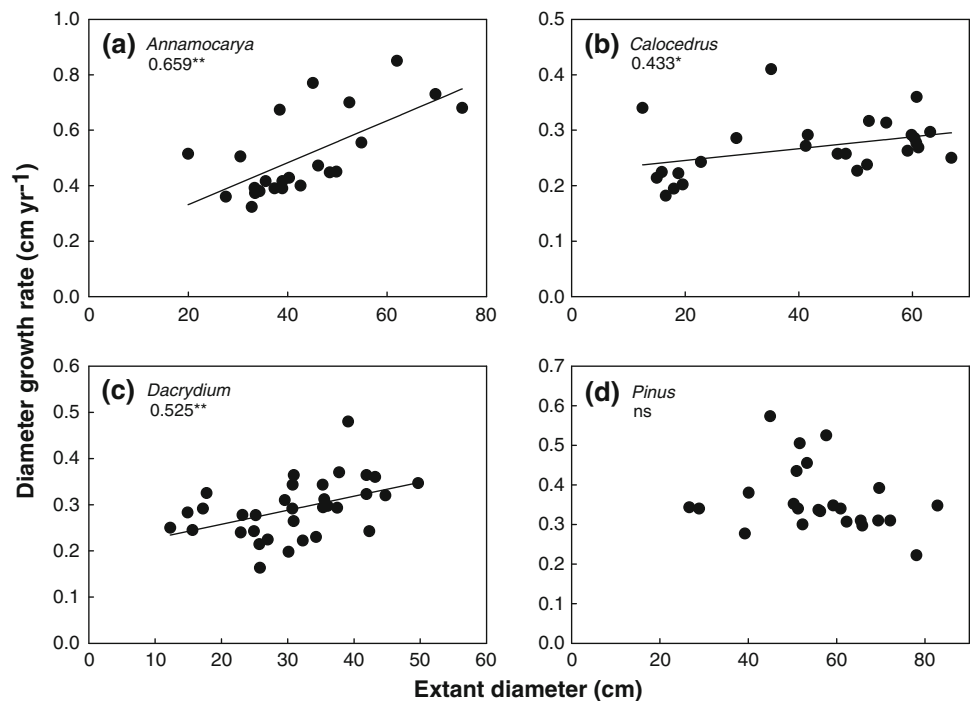 (a) Annamocarya
0.659**
1.0
0.8
0.6
0.4
0.2
0.0
0 20 40 60 80
(b) Calocedrus
0.433*
0.5
0.4
0.3
0.2
0.1
0.0
0 20 40 60
(c) Dacrydium
0.525**
0.6
0.5
0.4
0.3
0.2
0.1
0.0
0 10 20 30 40 50 60
(d) Pinus
ns
0.7
0.6
0.5
0.4
0.3
0.2
0.1
0.0
0 20 40 60 80
Diameter growth rate (cm yr-1)
Extant diameter (cm)